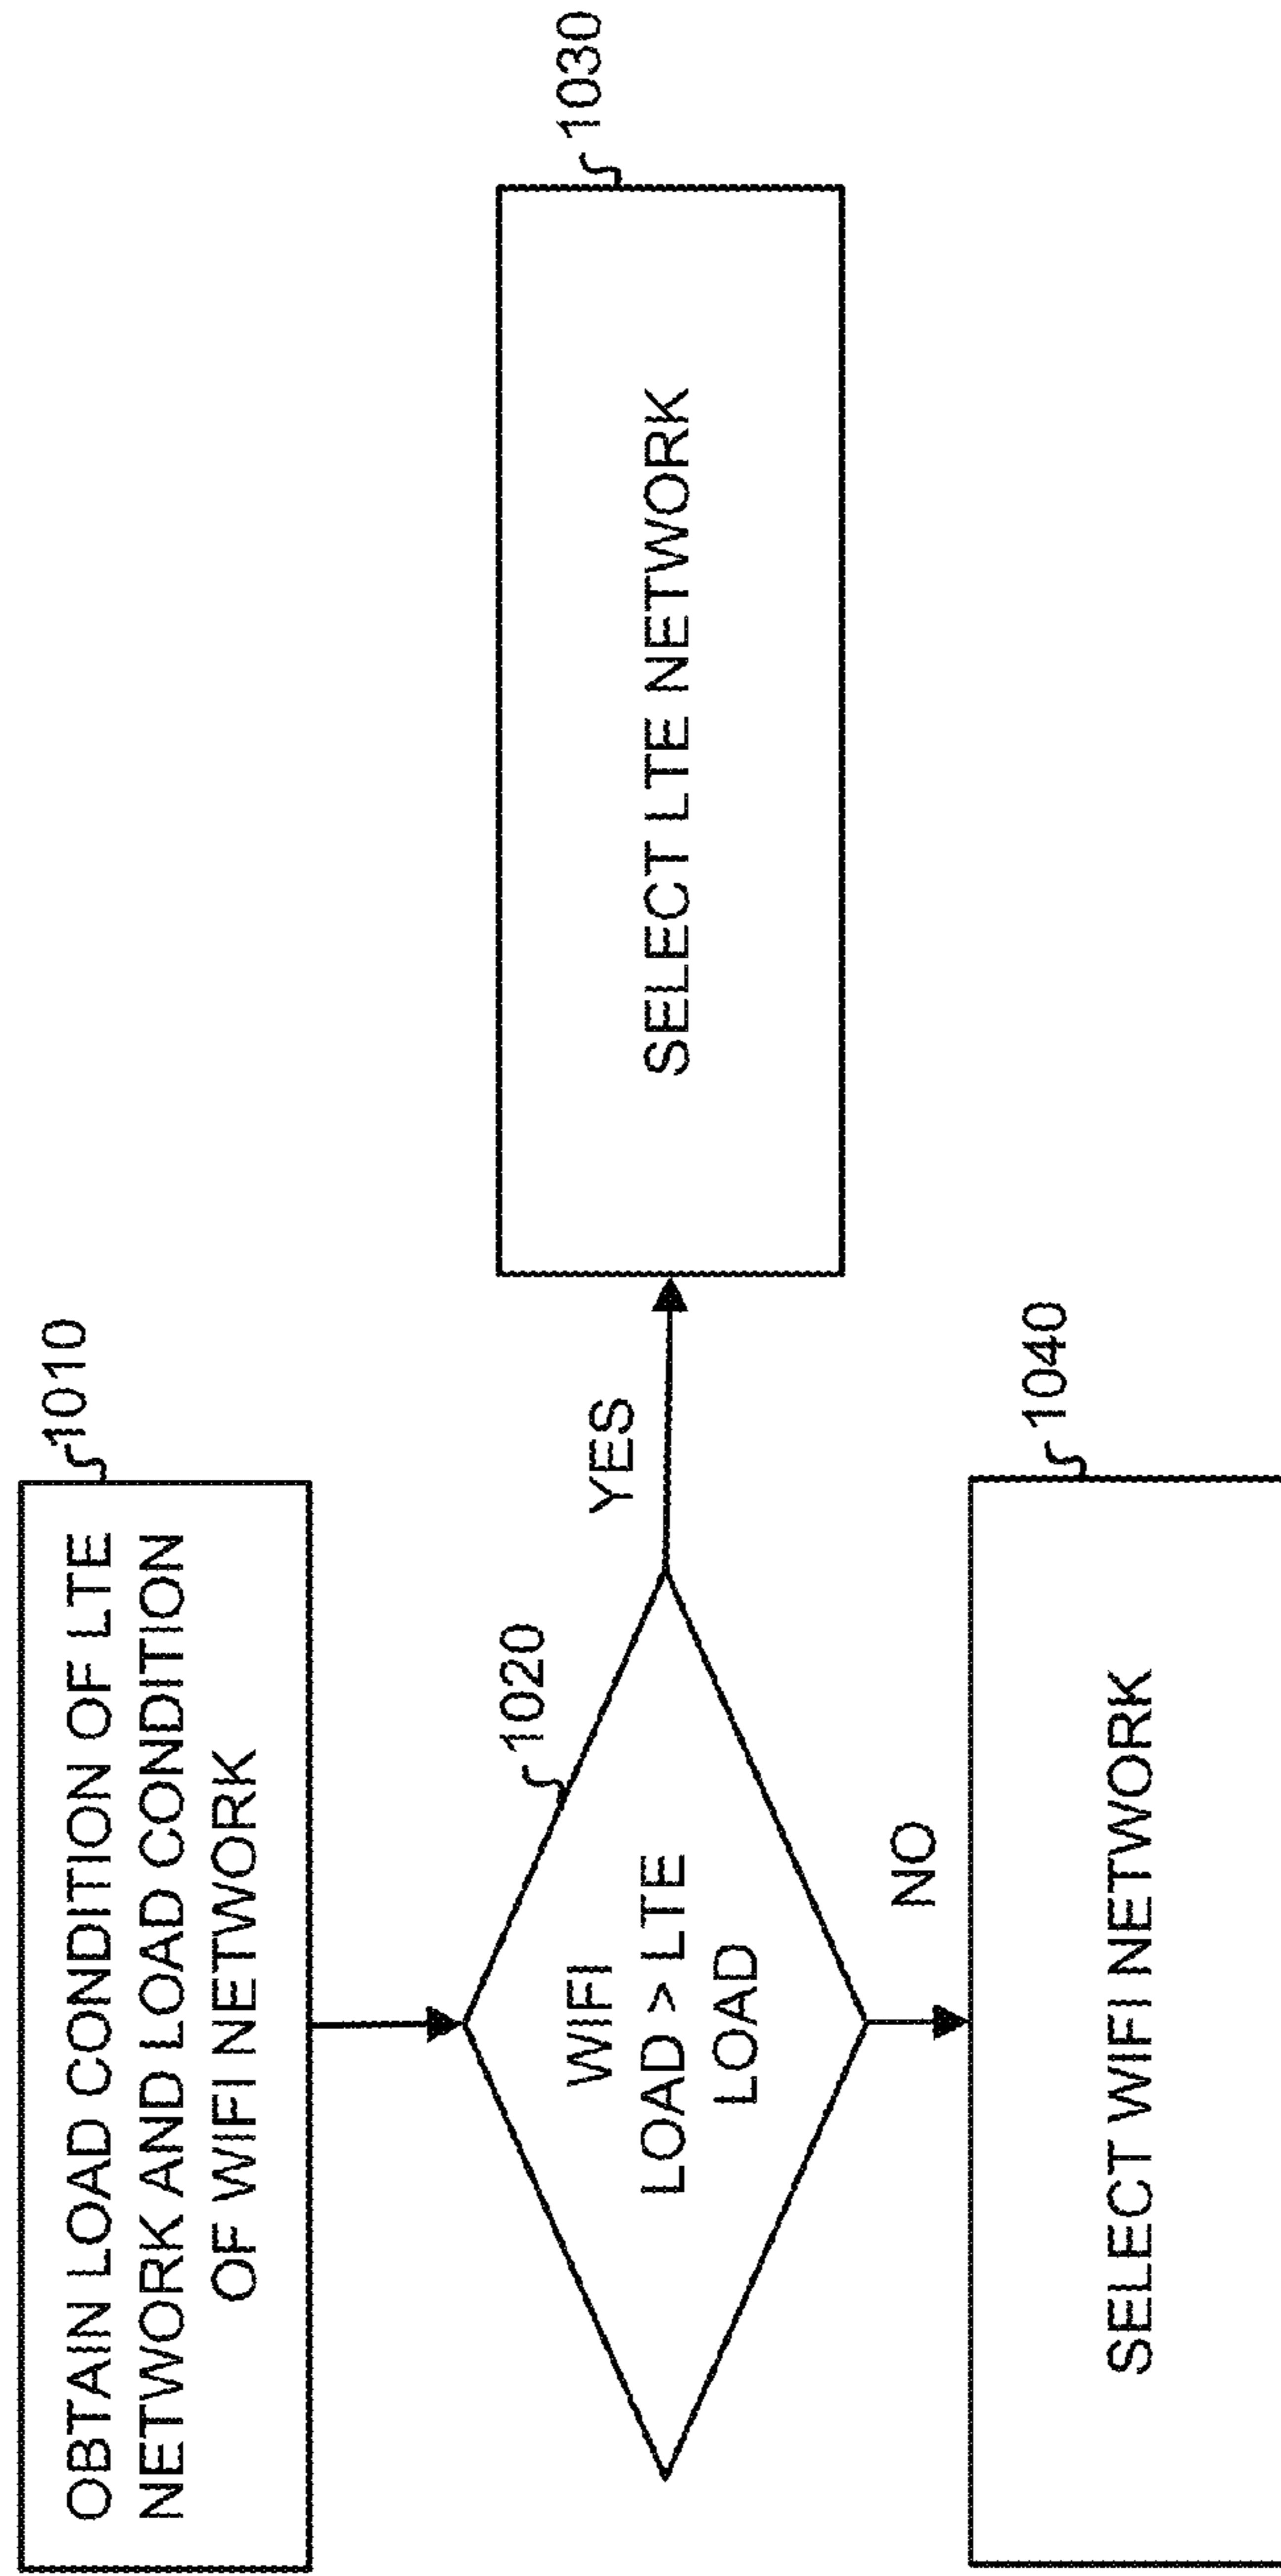 1010
OBTAIN LOAD CONDITION OF LTE
NETWORK AND LOAD CONDITION
OF WIFI NETWORK
1020
WIFI
LOAD > LTE
LOAD
YES
1030
SELECT LTE NETWORK
NO
1040
SELECT WIFI NETWORK